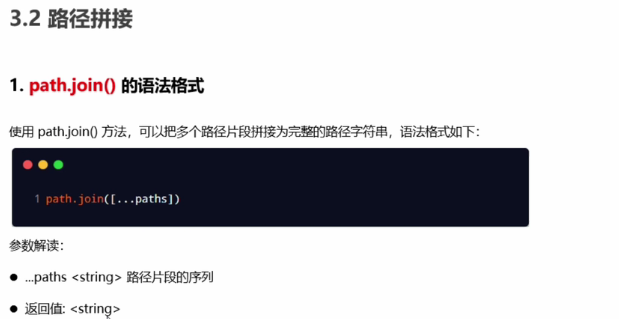 3.2 路径拼接
1. path.join() 的语法格式
使用 path.join() 方法，可以把多个路径片段拼接为完整的路径字符串，语法格式如下：
1 path.join([...paths])
参数解读：
● ...paths <string> 路径片段的序列
● 返回值: <string>